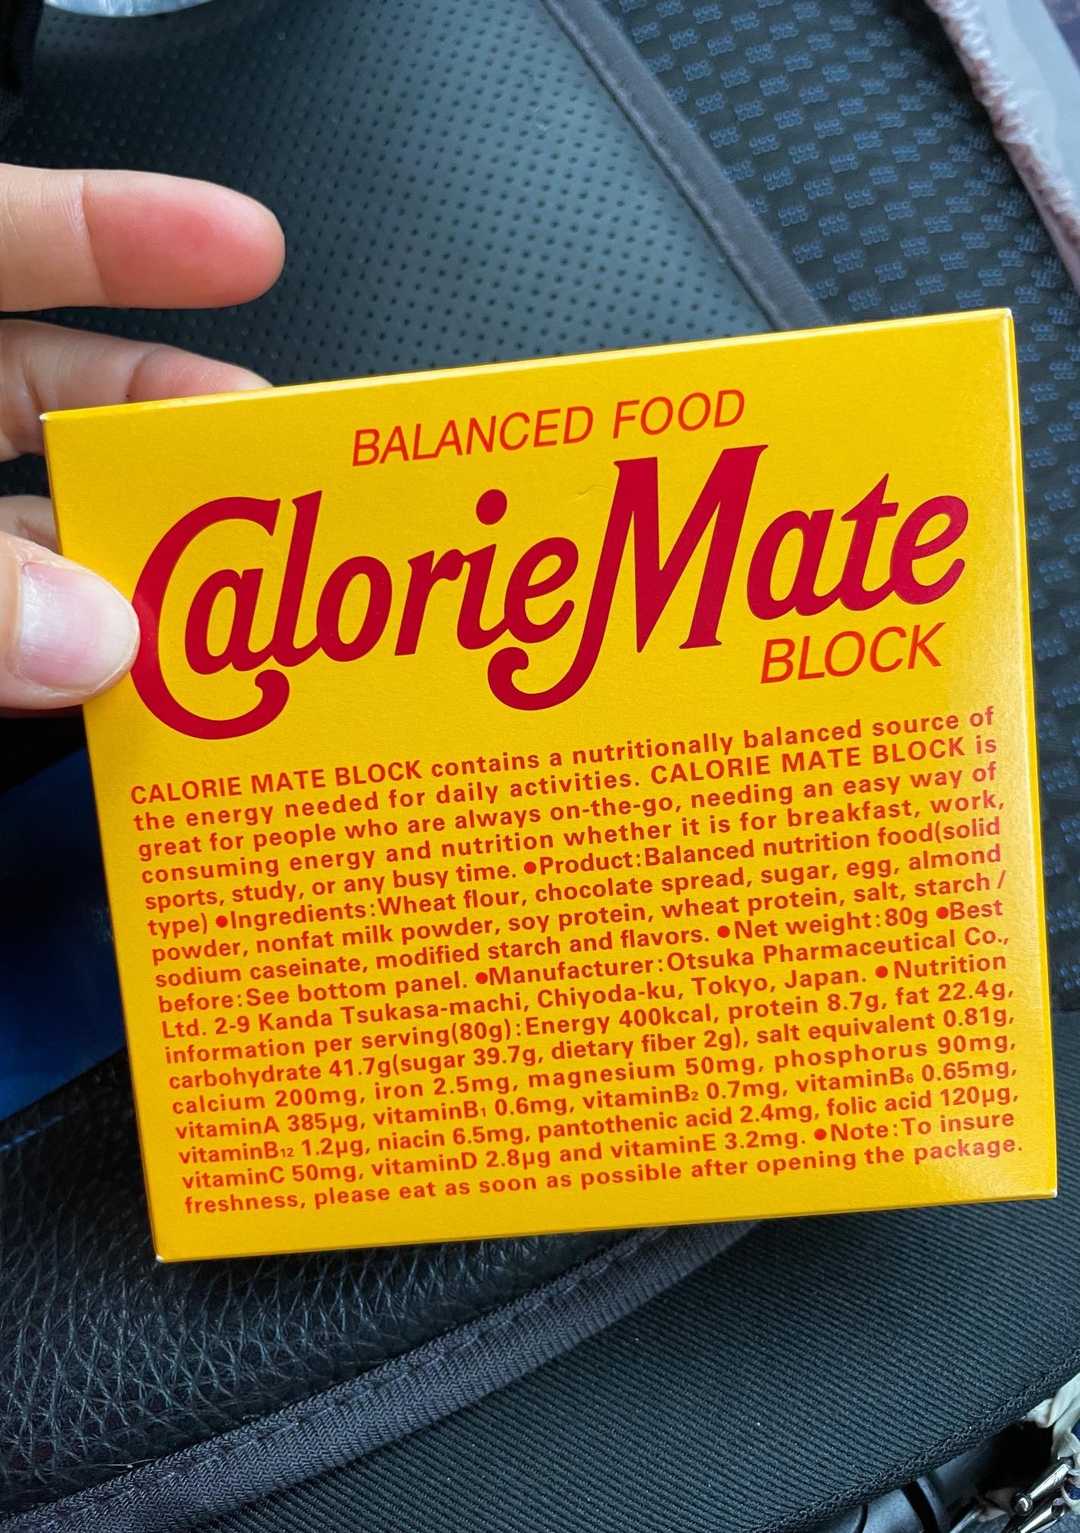 BALANCED FOOD
CalorieMate
BLOCK
CALORIE MATE BLOCK contains a nutritionally balanced source of
the energy needed for daily activities. CALORIE MATE BLOCK is
great for people who are always on-the-go, needing an easy way of
consuming energy and nutrition whether it is for breakfast, work,
sports, study, or any busy time. ●Product:Balanced nutrition food(solid
type) ●Ingredients:Wheat flour, chocolate spread, sugar, egg, almond
powder, nonfat milk powder, soy protein, wheat protein, salt, starch /
sodium caseinate, modified starch and flavors. ●Net weight:80g ●Best
before:See bottom panel. ●Manufacturer:Otsuka Pharmaceutical Co.,
Ltd. 2-9 Kanda Tsukasa-machi, Chiyoda-ku, Tokyo, Japan. ●Nutrition
information per serving(80g):Energy 400kcal, protein 8.7g, fat 22.4g,
carbohydrate 41.7g(sugar 39.7g, dietary fiber 2g), salt equivalent 0.81g,
calcium 200mg, iron 2.5mg, magnesium 50mg, phosphorus 90mg,
vitaminA 385μg, vitaminB₁ 0.6mg, vitaminB₂ 0.7mg, vitaminB₆ 0.65mg,
vitaminB₁₂ 1.2μg, niacin 6.5mg, pantothenic acid 2.4mg, folic acid 120μg,
vitaminC 50mg, vitaminD 2.8μg and vitaminE 3.2mg. ●Note:To insure
freshness, please eat as soon as possible after opening the package.